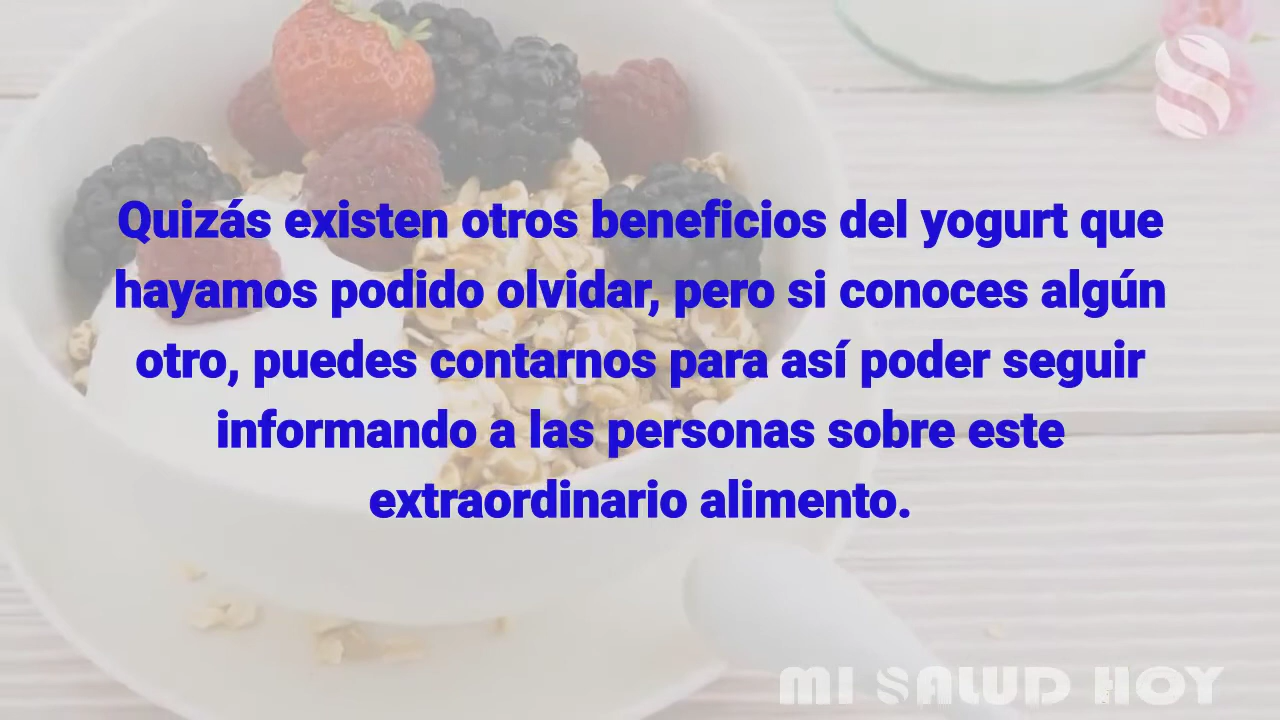 Quizás existen otros beneficios del yogurt que
hayamos podido olvidar, pero si conoces algún
otro, puedes contarnos para así poder seguir
informando a las personas sobre este
extraordinario alimento.
MI SALUD HOY